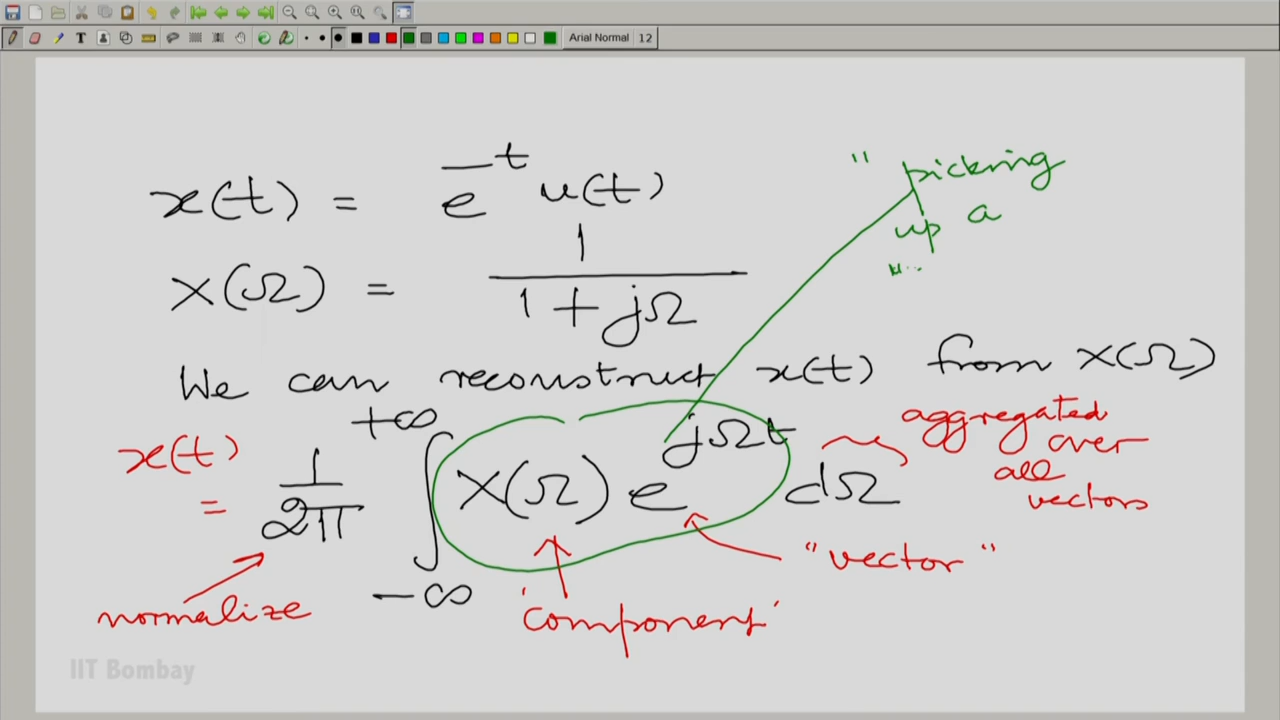 Arial Normal 12
x(t) = e^-t u(t)
X(Ω) = 1 / (1 + jΩ)
" picking
up a
We can reconstruct x(t) from X(Ω)
x(t) = 1/2π ∫_{-∞}^{+∞} X(Ω) e^{jΩt} dΩ
aggregated
over
all
vectors
normalize
'component'
"vector"
IIT Bombay